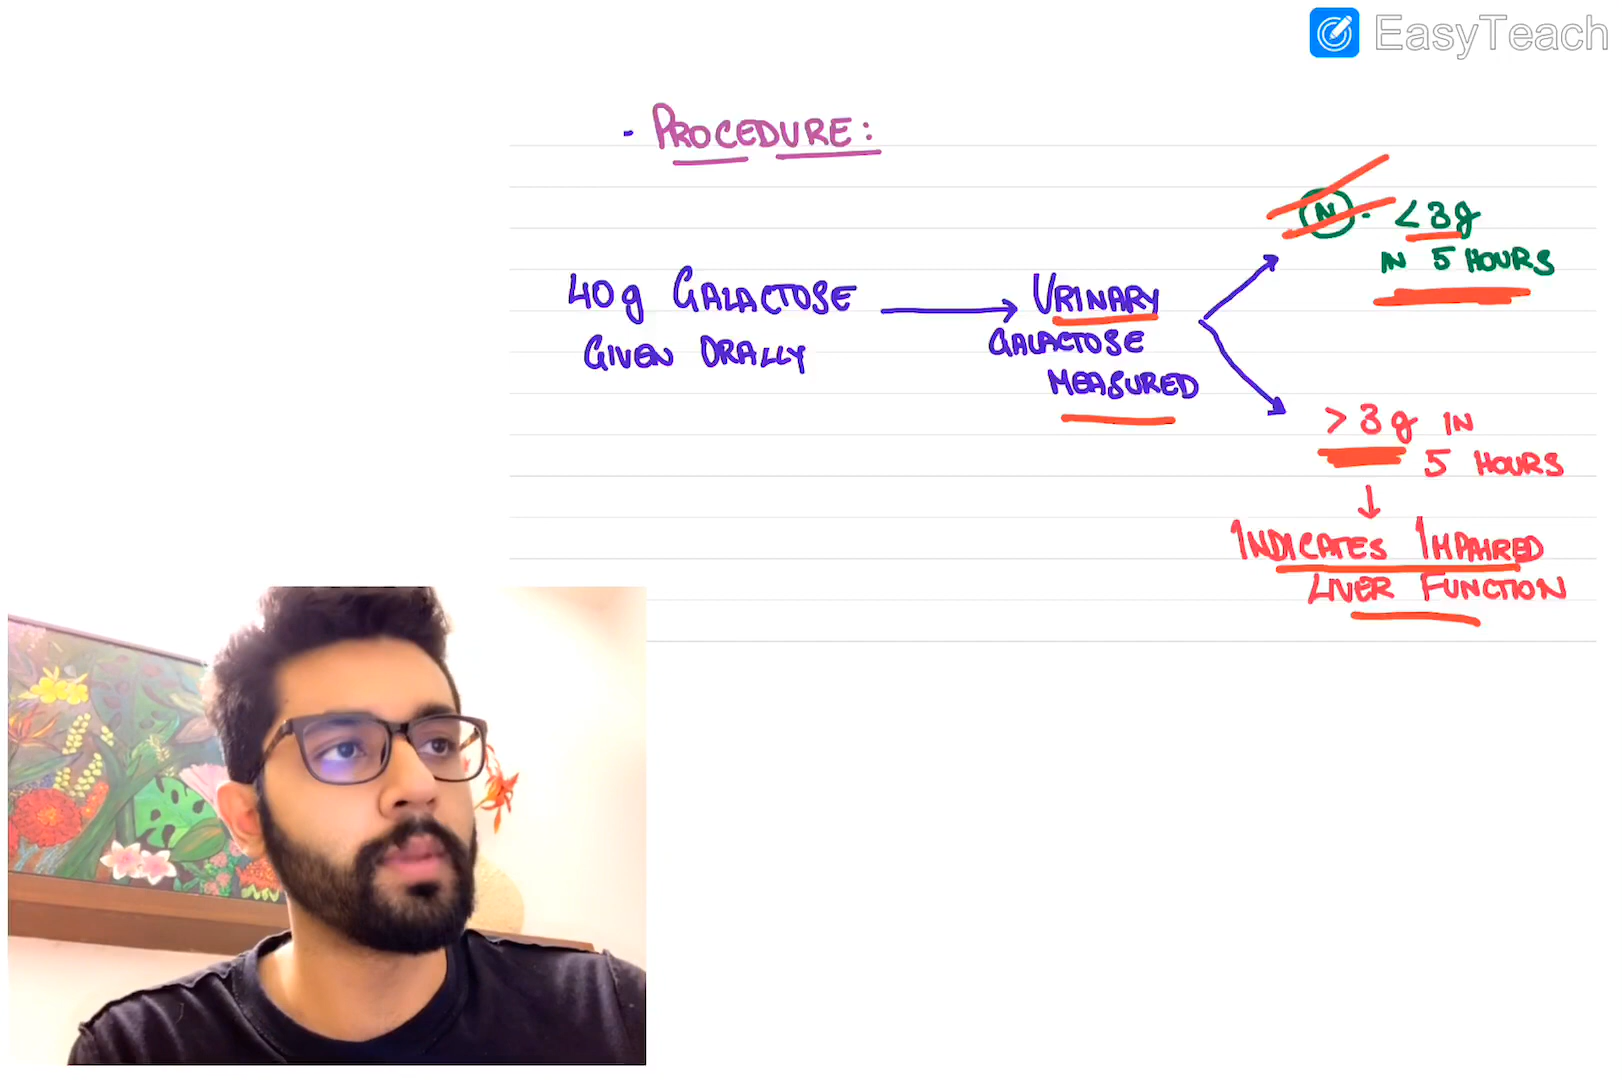 EasyTeach
· PROCEDURE:
40g GALACTOSE
GIVEN ORALLY
URINARY
GALACTOSE
MEASURED
N · <3g
IN 5 HOURS
>3g IN
5 HOURS
INDICATES IMPAIRED
LIVER FUNCTION